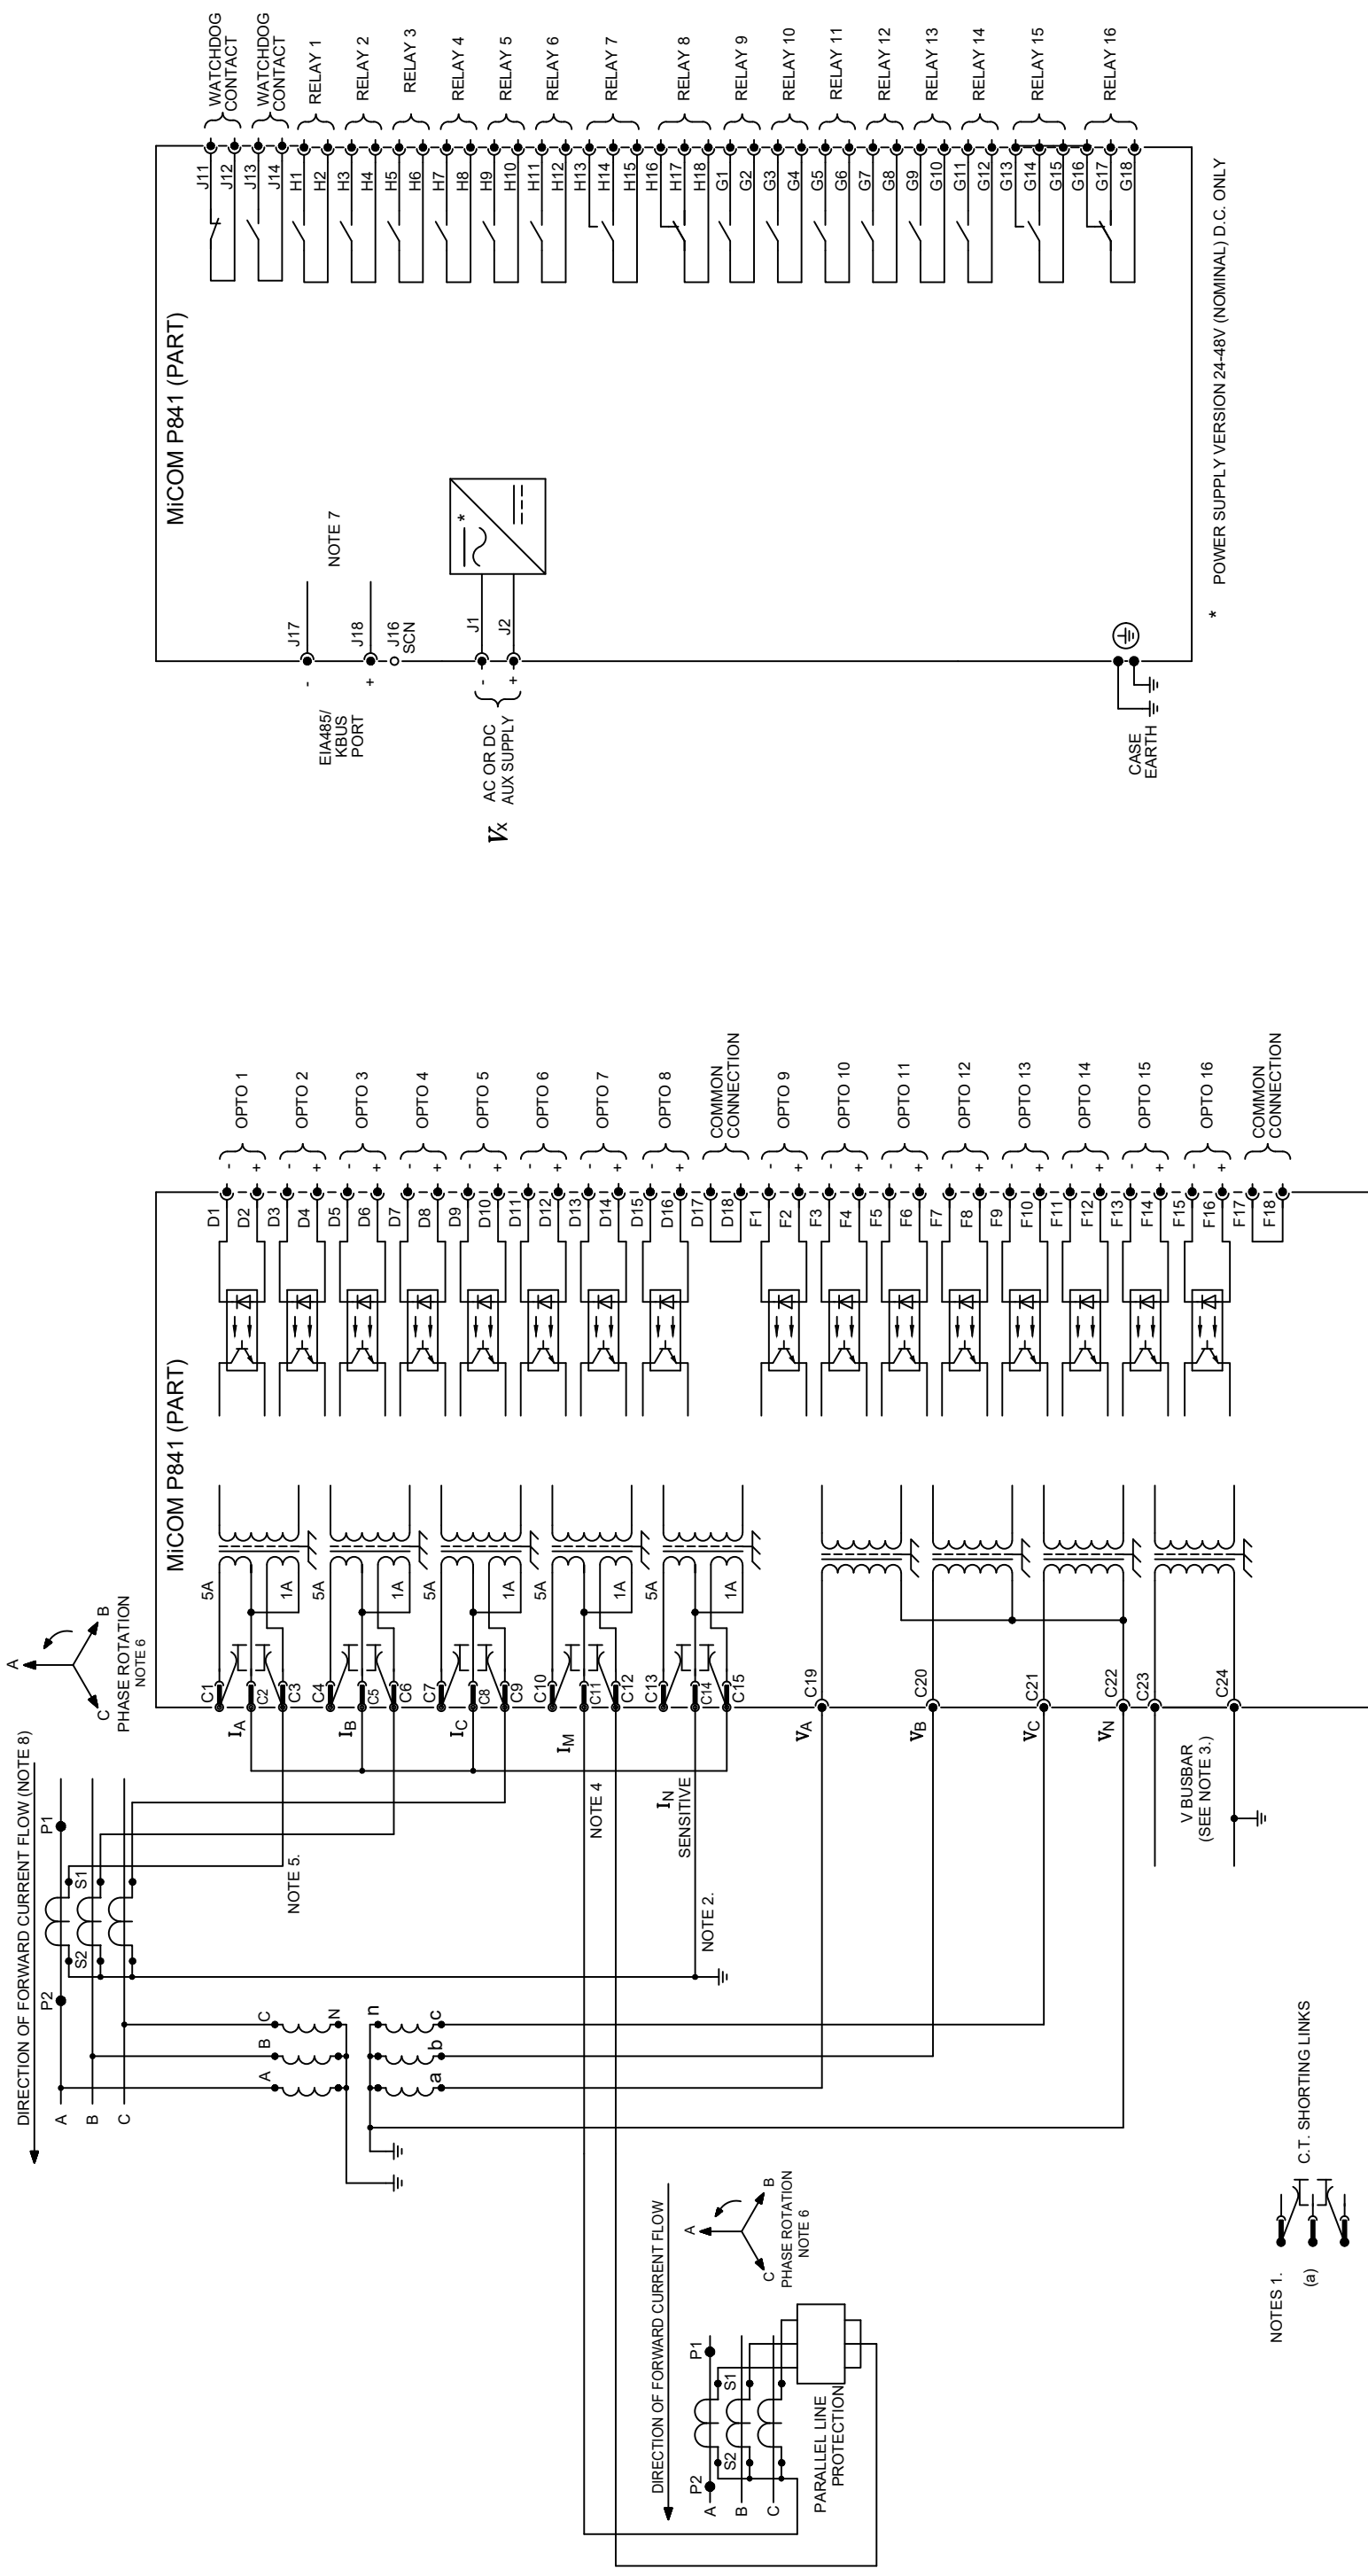 DIRECTION OF FORWARD CURRENT FLOW (NOTE 8)
A
B
C
PHASE ROTATION
NOTE 6
P2
P1
S2
S1
A
B
C
A
B
C
N
n
a
b
c
NOTE 5.
NOTE 2.
NOTE 4
DIRECTION OF FORWARD CURRENT FLOW
A
B
C
PHASE ROTATION
NOTE 6
P2
P1
S2
S1
A
B
C
PARALLEL LINE
PROTECTION
MiCOM P841 (PART)
IA
IB
IC
IM
IN
SENSITIVE
VA
VB
VC
VN
V BUSBAR
(SEE NOTE 3.)
C1
C2
C3
C4
C5
C6
C7
C8
C9
C10
C11
C12
C13
C14
C15
C19
C20
C21
C22
C23
C24
5A
1A
5A
1A
5A
1A
5A
1A
5A
1A
D1
D2
D3
D4
D5
D6
D7
D8
D9
D10
D11
D12
D13
D14
D15
D16
D17
D18
F1
F2
F3
F4
F5
F6
F7
F8
F9
F10
F11
F12
F13
F14
F15
F16
F17
F18
- + OPTO 1
- + OPTO 2
- + OPTO 3
- + OPTO 4
- + OPTO 5
- + OPTO 6
- + OPTO 7
- + OPTO 8
COMMON
CONNECTION
- + OPTO 9
- + OPTO 10
- + OPTO 11
- + OPTO 12
- + OPTO 13
- + OPTO 14
- + OPTO 15
- + OPTO 16
COMMON
CONNECTION
NOTES 1.
(a)
C.T. SHORTING LINKS
MiCOM P841 (PART)
EIA485/
KBUS
PORT
-
+
J17
J18
J16
SCN
NOTE 7
Vx
AC OR DC
AUX SUPPLY
-
+
J1
J2
*
CASE
EARTH
J11
J12
J13
J14
H1
H2
H3
H4
H5
H6
H7
H8
H9
H10
H11
H12
H13
H14
H15
H16
H17
H18
G1
G2
G3
G4
G5
G6
G7
G8
G9
G10
G11
G12
G13
G14
G15
G16
G17
G18
WATCHDOG
CONTACT
WATCHDOG
CONTACT
RELAY 1
RELAY 2
RELAY 3
RELAY 4
RELAY 5
RELAY 6
RELAY 7
RELAY 8
RELAY 9
RELAY 10
RELAY 11
RELAY 12
RELAY 13
RELAY 14
RELAY 15
RELAY 16
* POWER SUPPLY VERSION 24-48V (NOMINAL) D.C. ONLY